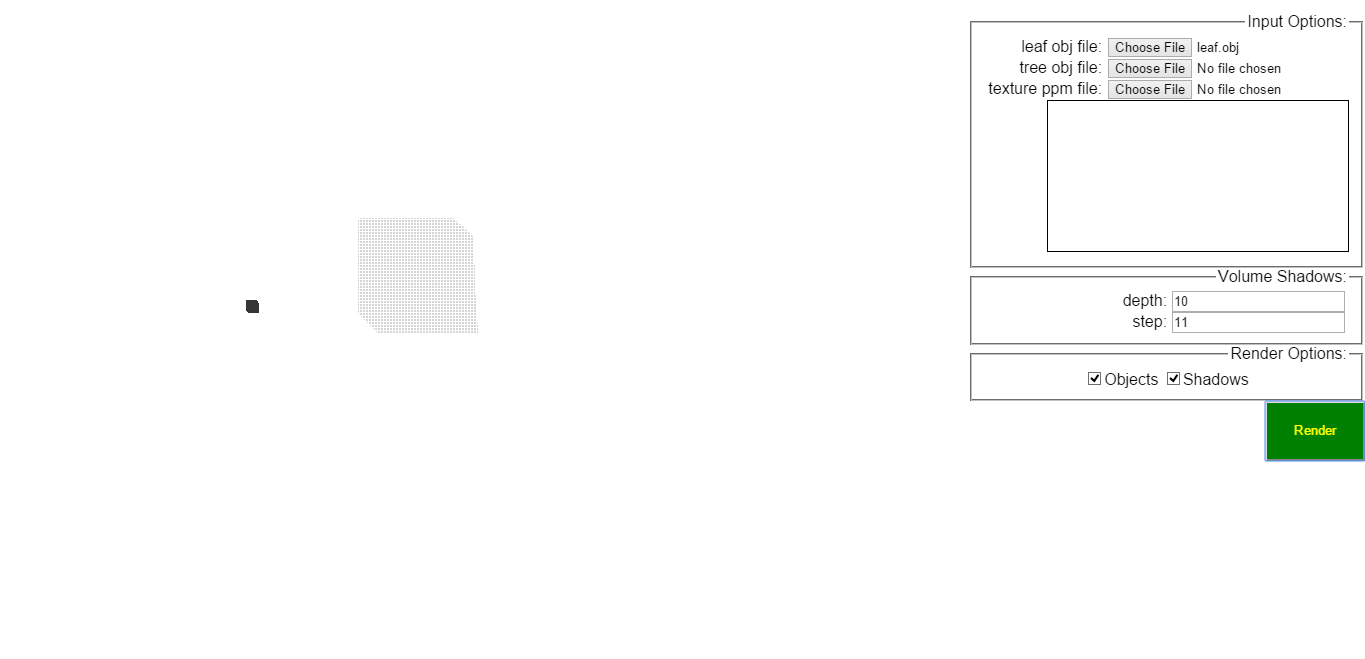 Input Options:
leaf obj file: Choose File leaf.obj
tree obj file: Choose File No file chosen
texture ppm file: Choose File No file chosen
Volume Shadows:
depth: 10
step: 11
Render Options:
Objects Shadows
Render